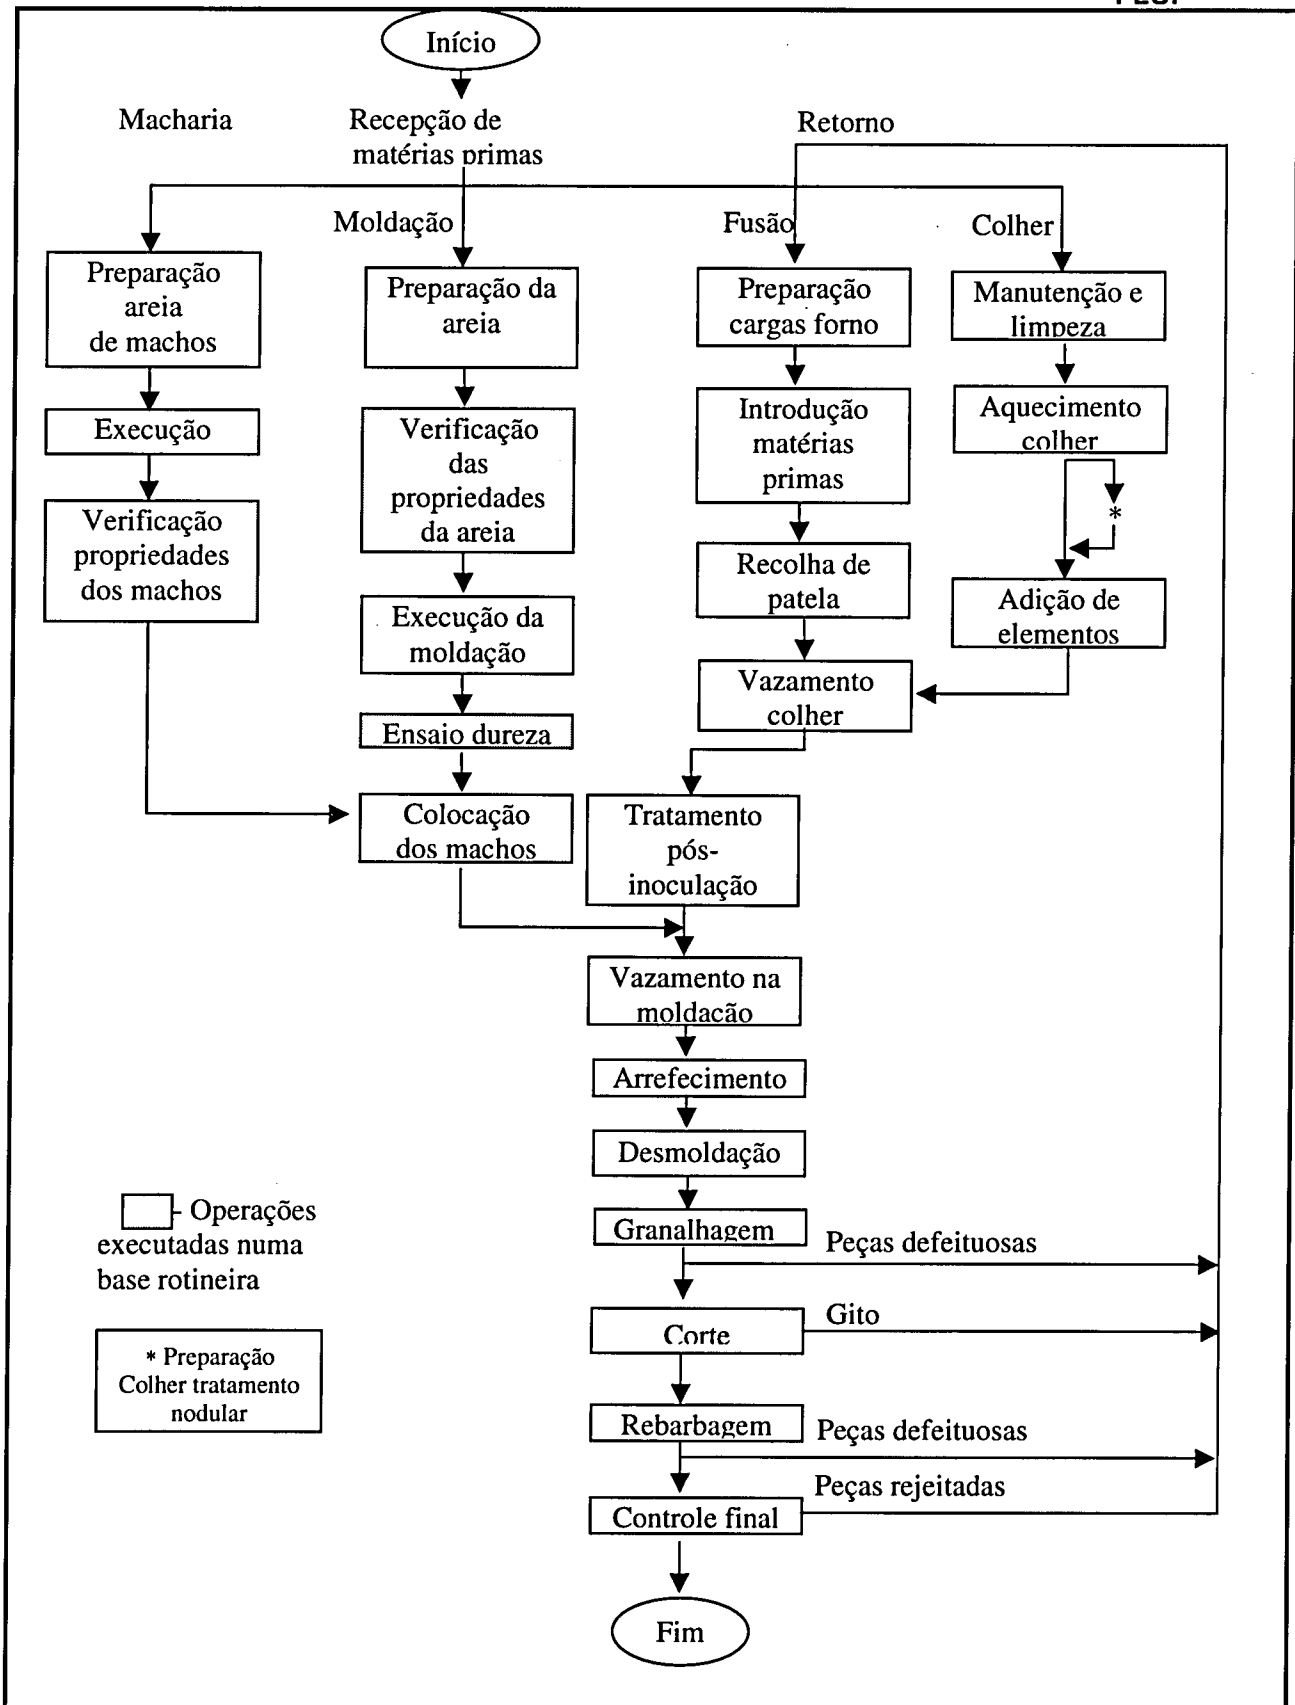 Início
Macharia
Recepção de
matérias primas
Retorno
Moldação
Fusão
Colher
Preparação
areia
de machos
Preparação da
areia
Preparação
cargas forno
Manutenção e
limpeza
Execução
Verificação
das
propriedades
da areia
Introdução
matérias
primas
Aquecimento
colher
*
Verificação
propriedades
dos machos
Execução da
moldação
Recolha de
patela
Adição de
elementos
Ensaio dureza
Vazamento
colher
Colocação
dos machos
Tratamento
pós-
inoculação
Vazamento na
moldacão
Arrefecimento
Desmoldação
Granalhagem
Peças defeituosas
- Operações
executadas numa
base rotineira
Corte
Gito
* Preparação
Colher tratamento
nodular
Rebarbagem
Peças defeituosas
Peças rejeitadas
Controle final
Fim